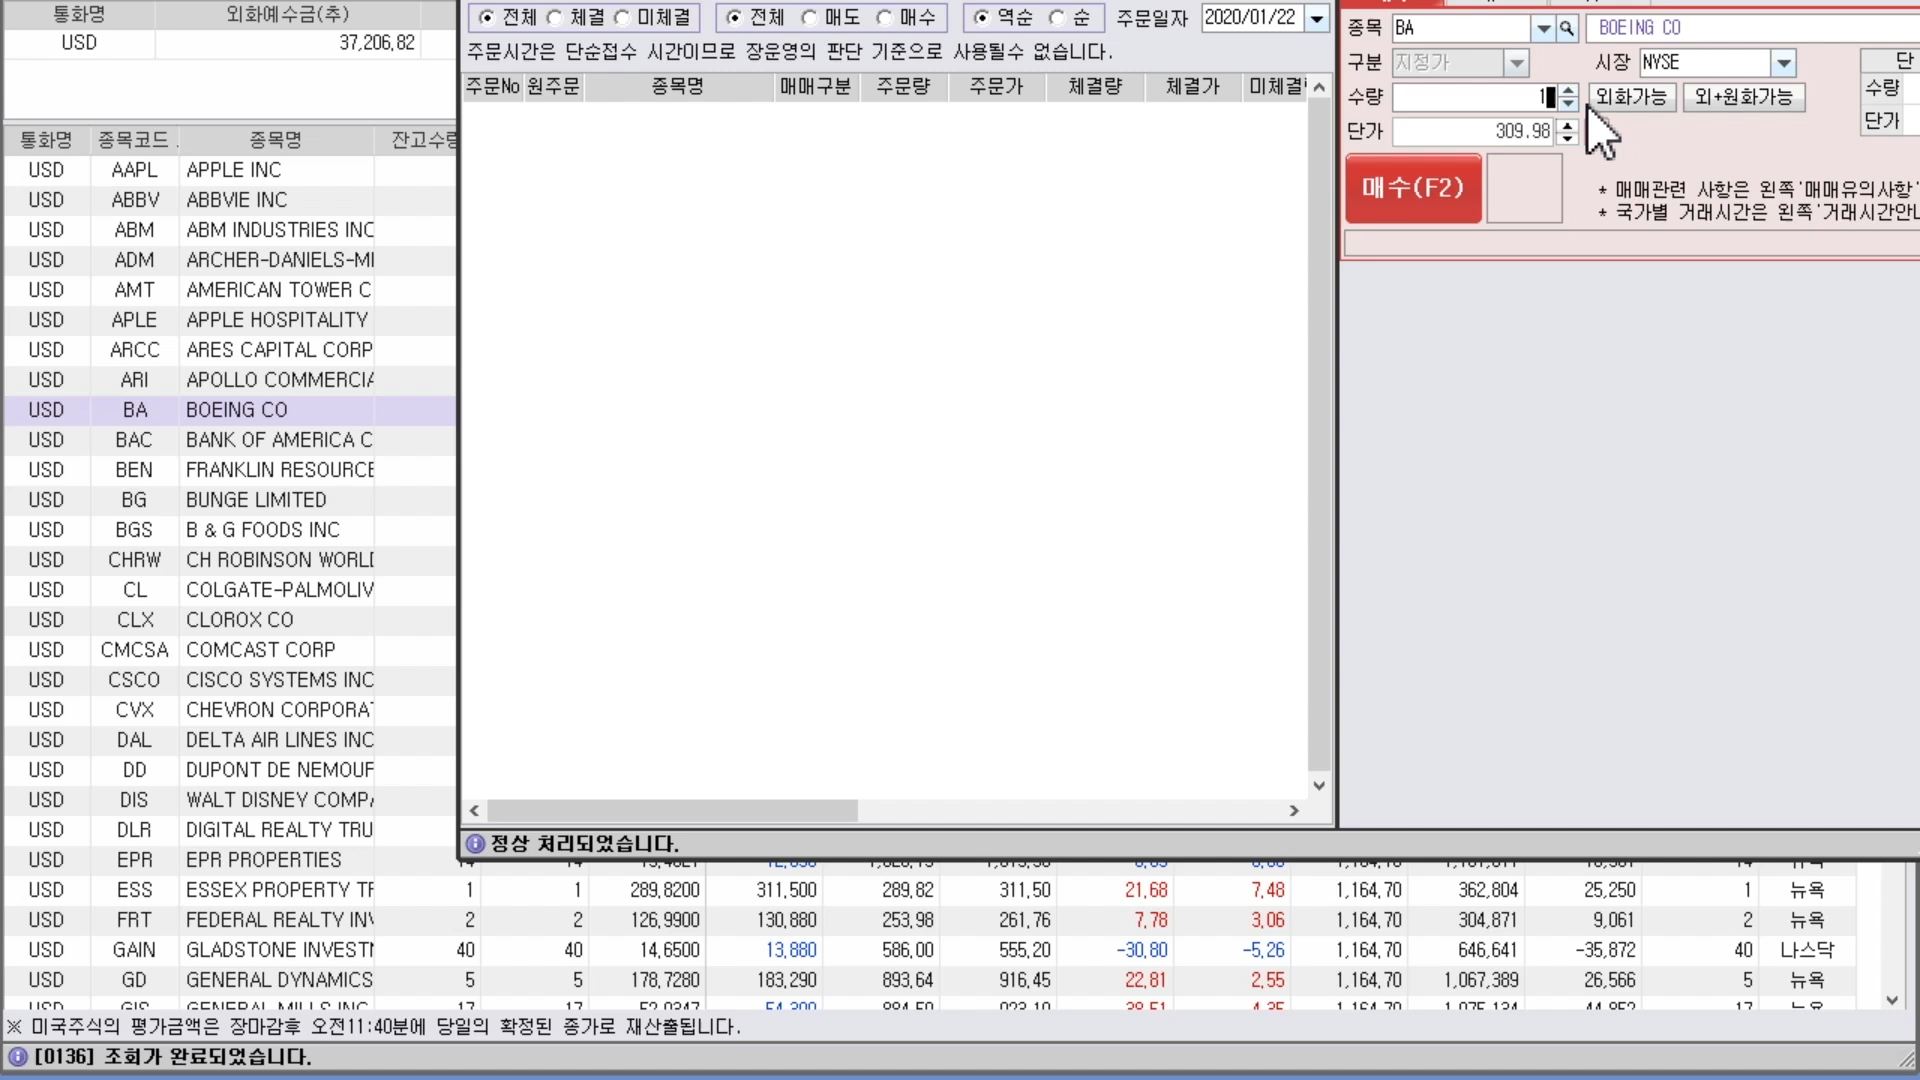 통화명 외화예수금(추)
USD 37,206.82
통화명 종목코드 종목명 잔고수량
USD AAPL APPLE INC
USD ABBV ABBVIE INC
USD ABM ABM INDUSTRIES INC
USD ADM ARCHER-DANIELS-MI
USD AMT AMERICAN TOWER C
USD APLE APPLE HOSPITALITY
USD ARCC ARES CAPITAL CORP
USD ARI APOLLO COMMERCIA
USD BA BOEING CO
USD BAC BANK OF AMERICA C
USD BEN FRANKLIN RESOURCE
USD BG BUNGE LIMITED
USD BGS B & G FOODS INC
USD CHRW CH ROBINSON WORLD
USD CL COLGATE-PALMOLIV
USD CLX CLOROX CO
USD CMCSA COMCAST CORP
USD CSCO CISCO SYSTEMS INC
USD CVX CHEVRON CORPORAT
USD DAL DELTA AIR LINES INC
USD DD DUPONT DE NEMOUR
USD DIS WALT DISNEY COMPA
USD DLR DIGITAL REALTY TRU
USD EPR EPR PROPERTIES
USD ESS ESSEX PROPERTY TR 1 1 289.8200 311.500 289.82 311.50 21.68 7.48 1,164.70 362,804 25,250 1 뉴욕
USD FRT FEDERAL REALTY INV 2 2 126.9900 130.880 253.98 261.76 7.78 3.06 1,164.70 304,871 9,061 2 뉴욕
USD GAIN GLADSTONE INVESTM 40 40 14.6500 13.880 586.00 555.20 -30.80 -5.26 1,164.70 646,641 -35,872 40 나스닥
USD GD GENERAL DYNAMICS 5 5 178.7280 183.290 893.64 916.45 22.81 2.55 1,164.70 1,067,389 26,566 5 뉴욕
USD GIS GENERAL MILLS INC 17 17
※ 미국주식의 평가금액은 장마감후 오전11:40분에 당일의 확정된 종가로 재산출됩니다.
[0136] 조회가 완료되었습니다.
전체 체결 미체결 전체 매도 매수 역순 순 주문일자 2020/01/22
주문시간은 단순접수 시간이므로 장운영의 판단 기준으로 사용될수 없습니다.
주문No 원주문 종목명 매매구분 주문량 주문가 체결량 체결가 미체결
정상 처리되었습니다.
종목 BA BOEING CO
구분 지정가 시장 NYSE 단
수량 1 외화가능 외+원화가능 수량
단가 309.98 단가
매수(F2)
* 매매관련 사항은 왼쪽'매매유의사항'
* 국가별 거래시간은 왼쪽'거래시간안내